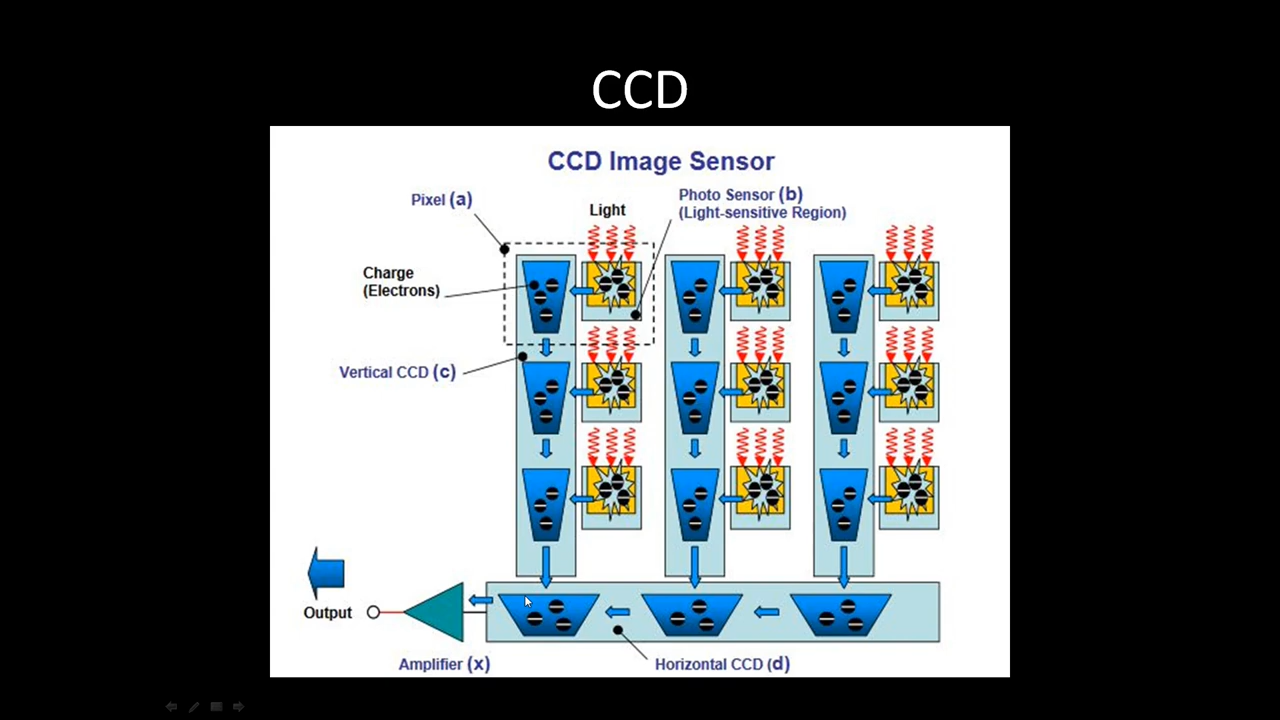 CCD
CCD Image Sensor
Pixel (a)
Light
Photo Sensor (b)
(Light-sensitive Region)
Charge
(Electrons)
Vertical CCD (c)
Output
Amplifier (x)
Horizontal CCD (d)